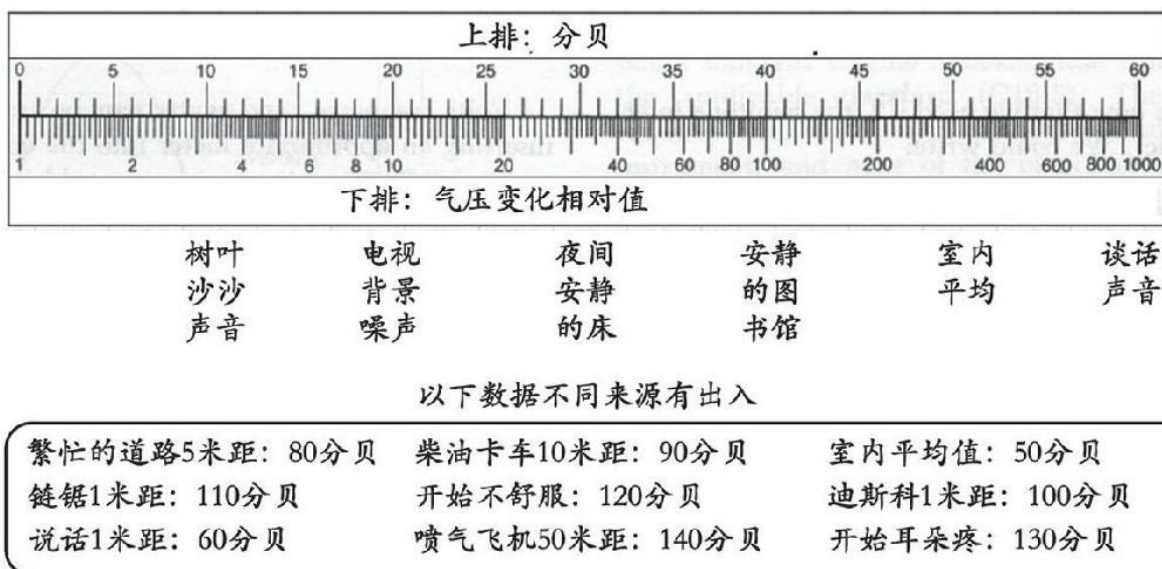 上排：分贝
0 5 10 15 20 25 30 35 40 45 50 55 60
1 2 4 6 8 10 20 40 60 80 100 200 400 600 800 1000
下排：气压变化相对值
树叶 电视 夜间 安静 室内 谈话
沙沙 背景 安静 的图 平均 声音
声音 噪声 的床 书馆
以下数据不同来源有出入
繁忙的道路5米距：80分贝 柴油卡车10米距：90分贝 室内平均值：50分贝
链锯1米距：110分贝 开始不舒服：120分贝 迪斯科1米距：100分贝
说话1米距：60分贝 喷气飞机50米距：140分贝 开始耳朵疼：130分贝